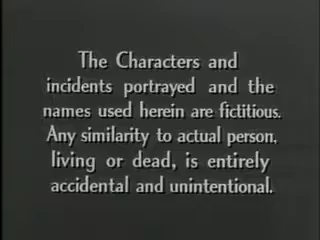 The Characters and
incidents portrayed and the
names used herein are fictitious.
Any similarity to actual person,
living or dead, is entirely
accidental and unintentional.